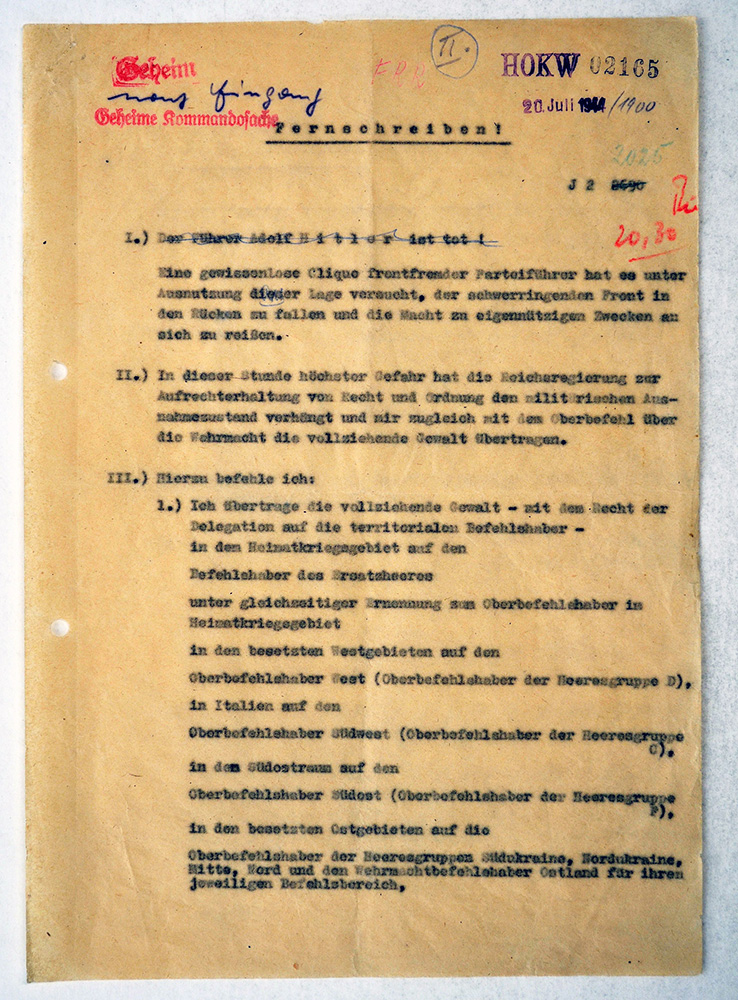 Geheim
II.
HOKW 02165
nach Eingang
20. Juli 1944 / 1900
Geheime Kommandosache
Fernschreiben!
2025
J 2 2690
20,30
I.) Der Führer Adolf H i t l e r ist tot !
Eine gewissenlose Clique frontfremder Parteiführer hat es unter
Ausnutzung dieser Lage versucht, der schwerringenden Front in
den Rücken zu fallen und die Macht zu eigennützigen Zwecken an
sich zu reißen.
II.) In dieser Stunde höchster Gefahr hat die Reichsregierung zur
Aufrechterhaltung von Recht und Ordnung den militärischen Aus-
nahmezustand verhängt und mir zugleich mit dem Oberbefehl über
die Wehrmacht die vollziehende Gewalt übertragen.
III.) Hierzu befehle ich:
1.) Ich übertrage die vollziehende Gewalt - mit dem Recht der
Delegation auf die territorialen Befehlshaber -
in dem Heimatkriegsgebiet auf den
Befehlshaber des Ersatzheeres
unter gleichzeitiger Ernennung zum Oberbefehlshaber im
Heimatkriegsgebiet
in den besetzten Westgebieten auf den
Oberbefehlshaber West (Oberbefehlshaber der Heeresgruppe D),
in Italien auf den
Oberbefehlshaber Südwest (Oberbefehlshaber der Heeresgruppe
C),
in dem Südostraum auf den
Oberbefehlshaber Südost (Oberbefehlshaber der Heeresgruppe
F),
in den besetzten Ostgebieten auf die
Oberbefehlshaber der Heeresgruppen Südukraine, Nordukraine,
Mitte, Nord und den Wehrmachtbefehlshaber Ostland für ihren
jeweiligen Befehlsbereich,